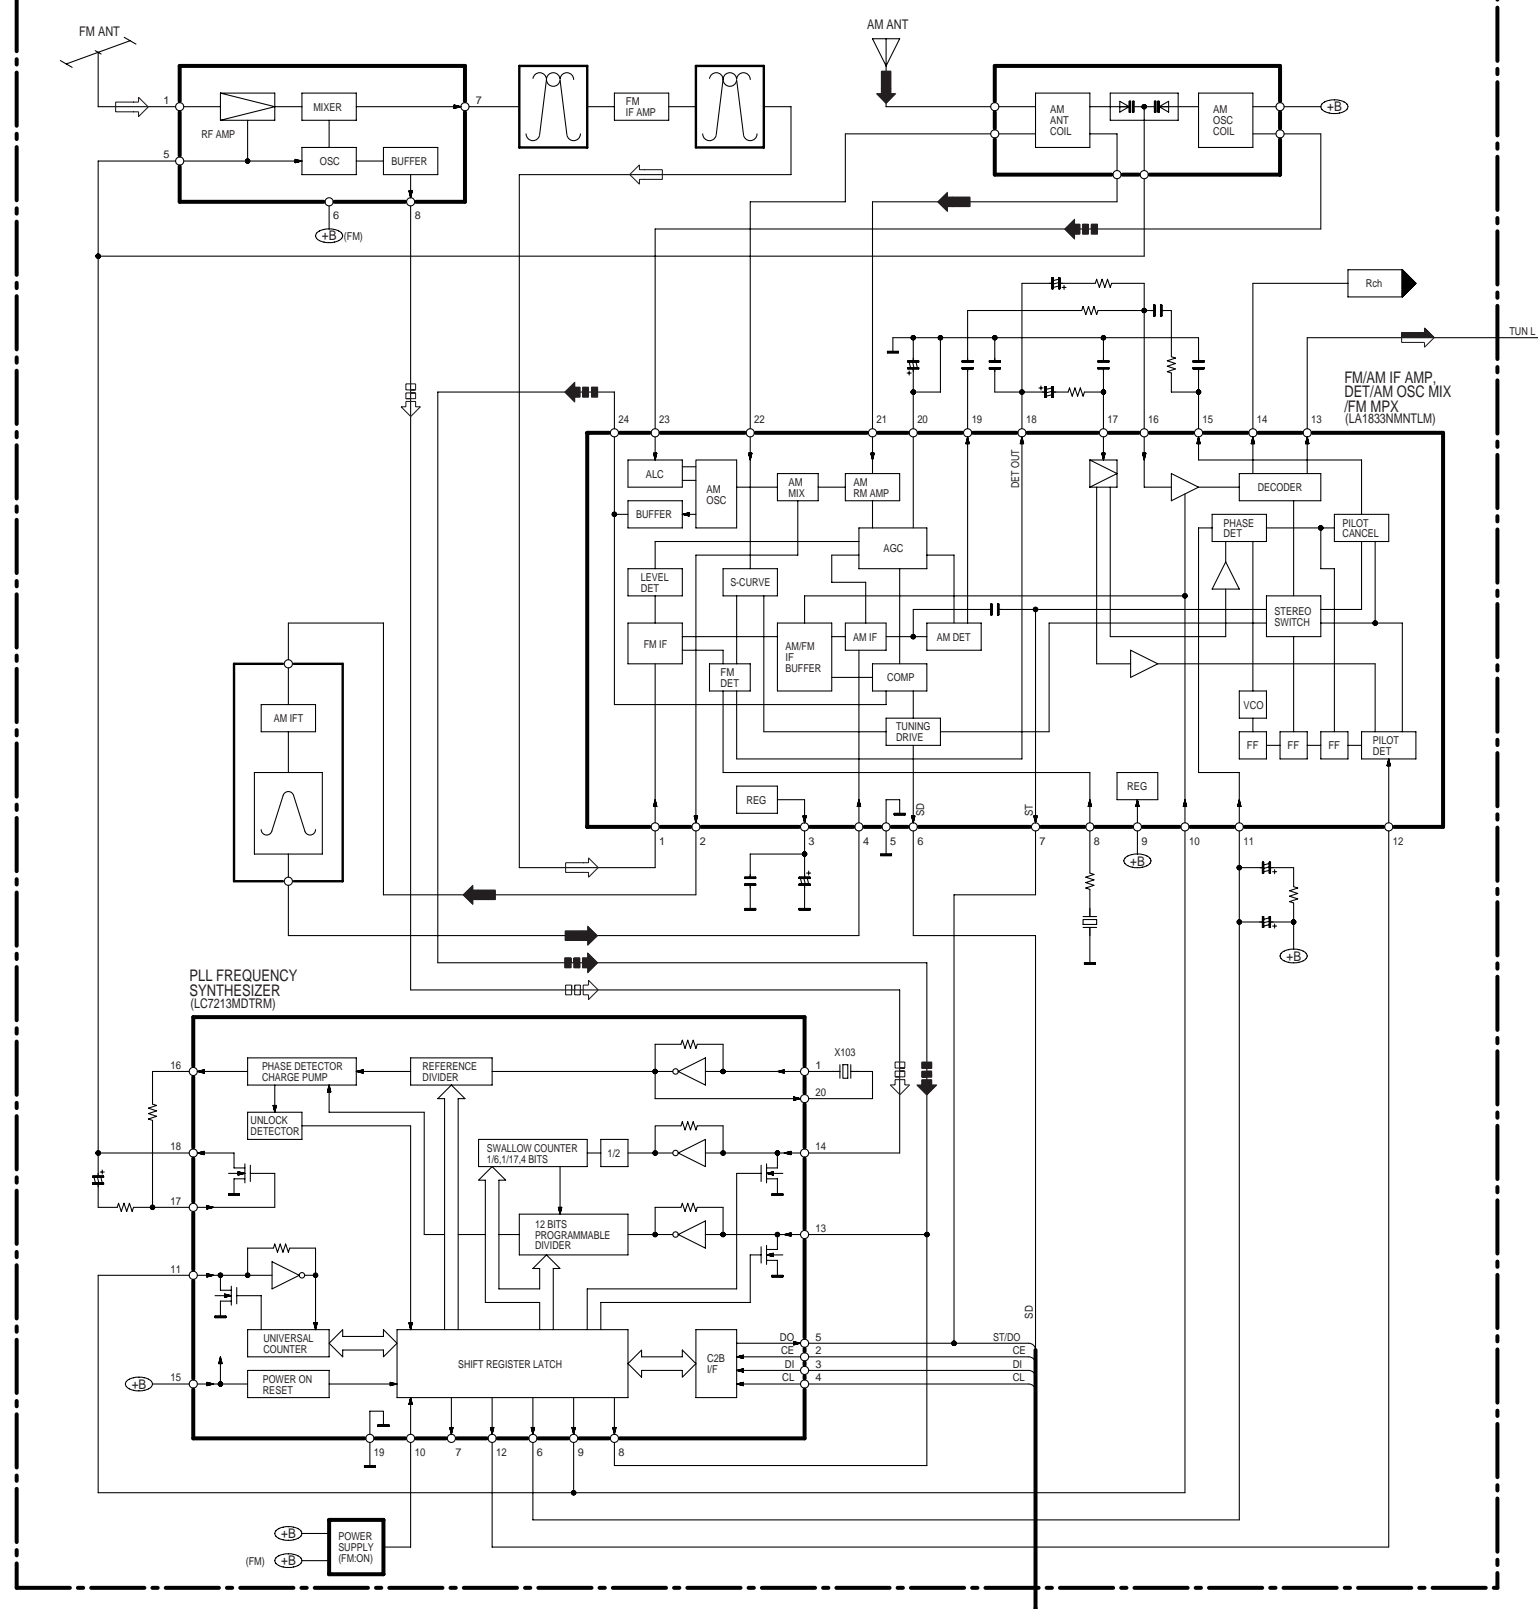 FM ANT
AM ANT
1
7
RF AMP
MIXER
FM
IF AMP
AM
ANT
COIL
AM
OSC
COIL
+B
5
OSC
BUFFER
6
8
+B
(FM)
Rch
TUN L
FM/AM IF AMP,
DET/AM OSC MIX
/FM MPX
(LA1833NMNTLM)
24
23
22
21
20
19
18
17
16
15
14
13
DET OUT
ALC
AM
OSC
AM
MIX
AM
RM AMP
DECODER
BUFFER
PHASE
DET
PILOT
CANCEL
AGC
LEVEL
DET
S-CURVE
STEREO
SWITCH
FM IF
AM/FM
IF
BUFFER
AM IF
AM DET
FM
DET
COMP
VCO
TUNING
DRIVE
FF
FF
FF
PILOT
DET
AM IFT
REG
REG
SD
ST
1
2
3
4
5
6
7
8
9
10
11
12
+B
+B
PLL FREQUENCY
SYNTHESIZER
(LC7213MDTRM)
16
PHASE DETECTOR
CHARGE PUMP
REFERENCE
DIVIDER
1
X103
20
UNLOCK
DETECTOR
18
SWALLOW COUNTER
1/6,1/17,4 BITS
1/2
14
17
12 BITS
PROGRAMMABLE
DIVIDER
13
11
SD
UNIVERSAL
COUNTER
SHIFT REGISTER LATCH
C2B
I/F
DO
5
ST/DO
CE
2
CE
DI
3
DI
CL
4
CL
+B
15
POWER ON
RESET
19
10
7
12
6
9
8
+B
(FM)
+B
POWER
SUPPLY
(FM:ON)